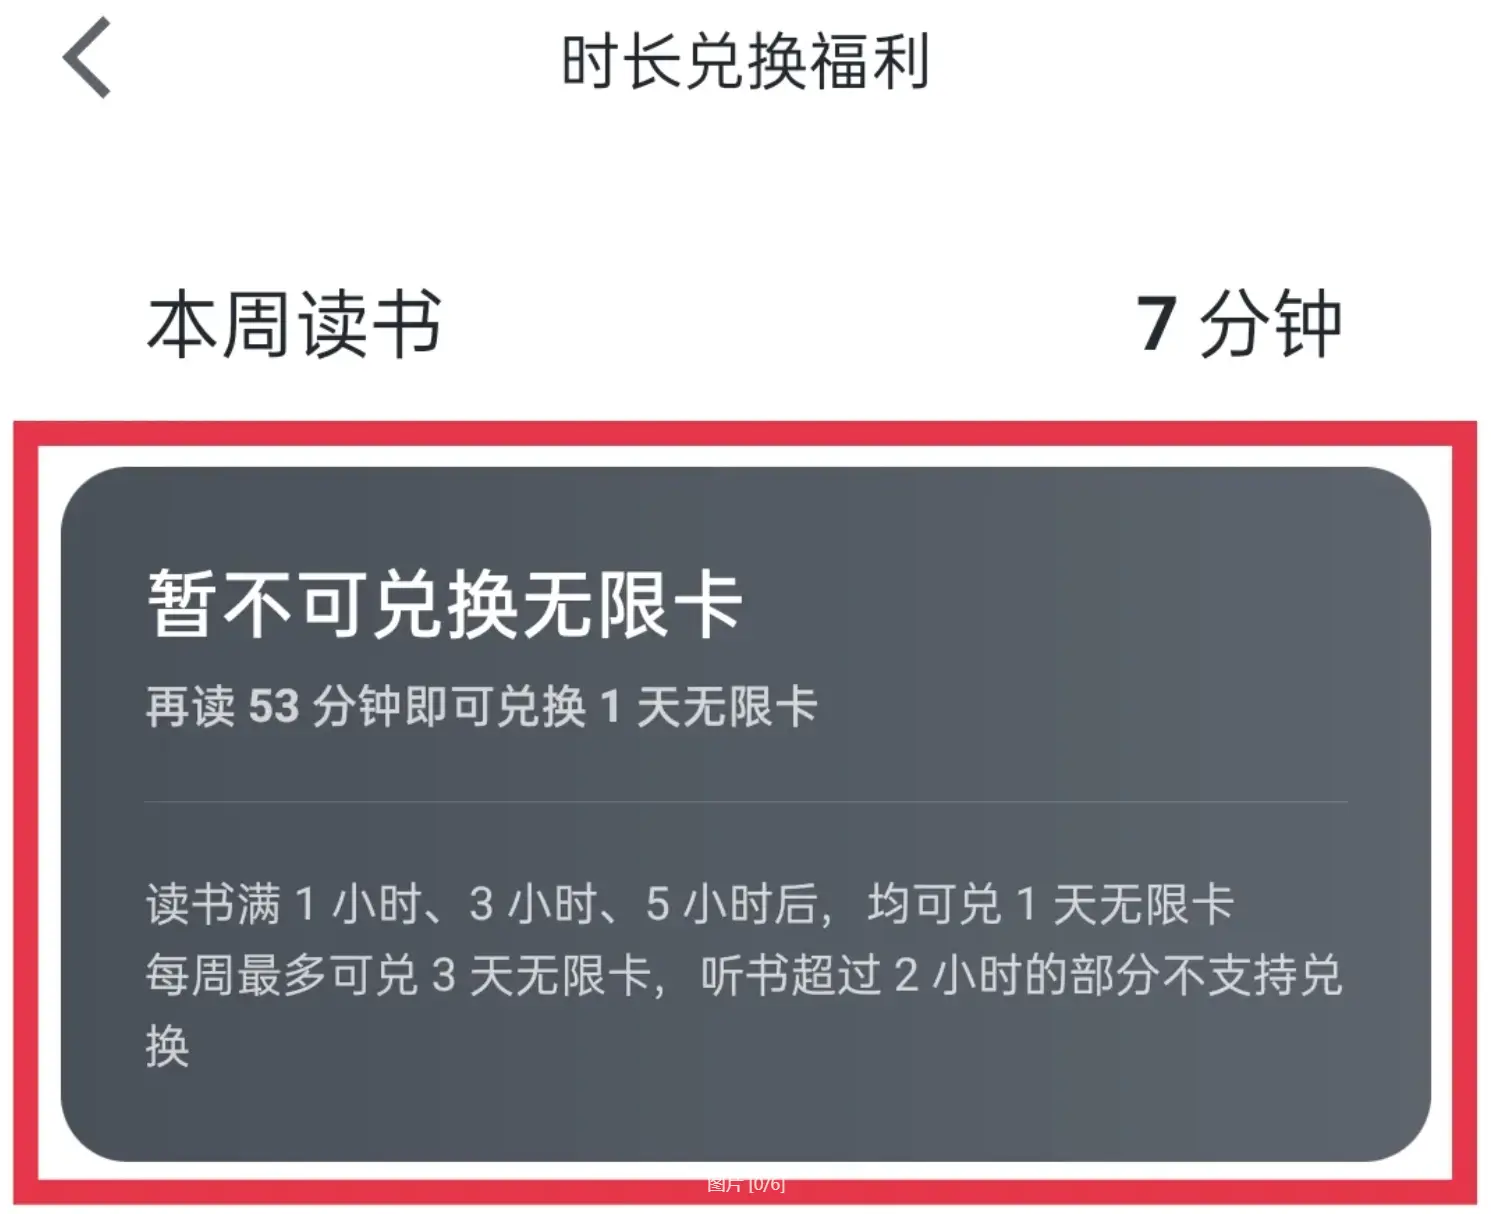 时长兑换福利
本周读书 7 分钟
暂不可兑换无限卡
再读 53 分钟即可兑换 1 天无限卡
读书满 1 小时、3 小时、5 小时后，均可兑 1 天无限卡
每周最多可兑 3 天无限卡，听书超过 2 小时的部分不支持兑
换
图片 [0/6]